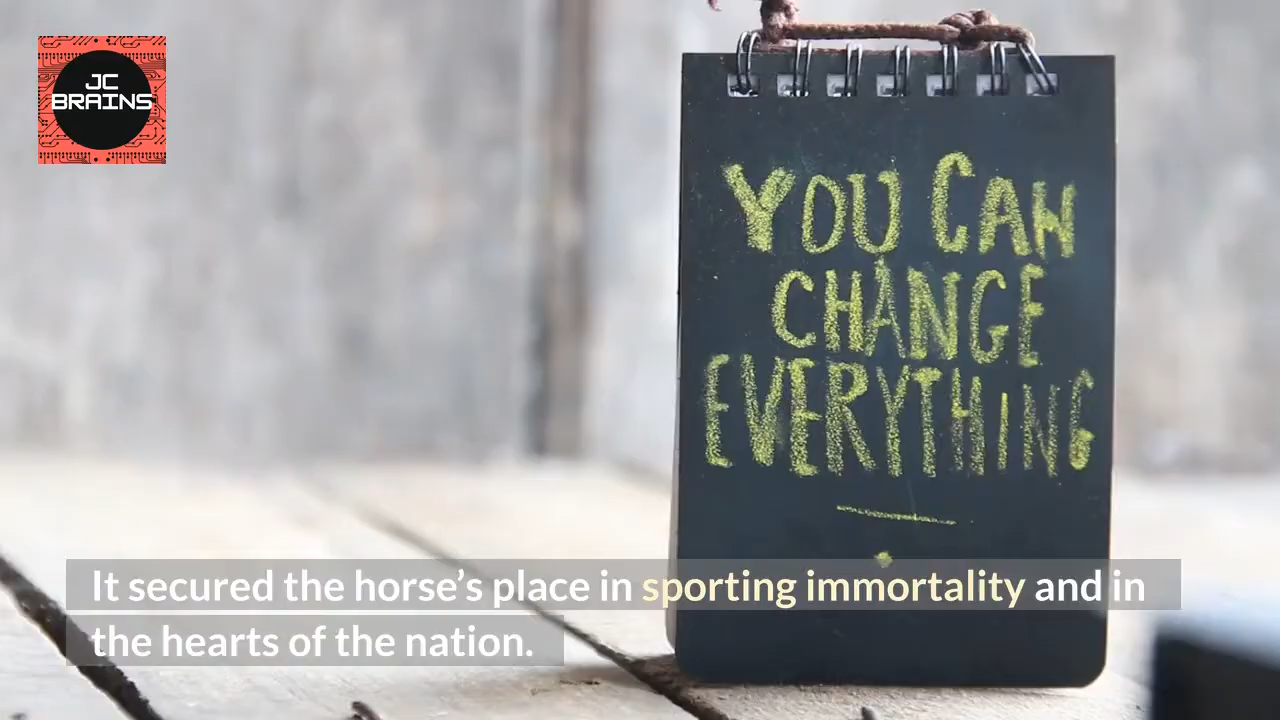 JC
BRAINS
YOU CAN
CHANGE
EVERYTHING
It secured the horse’s place in sporting immortality and in
the hearts of the nation.